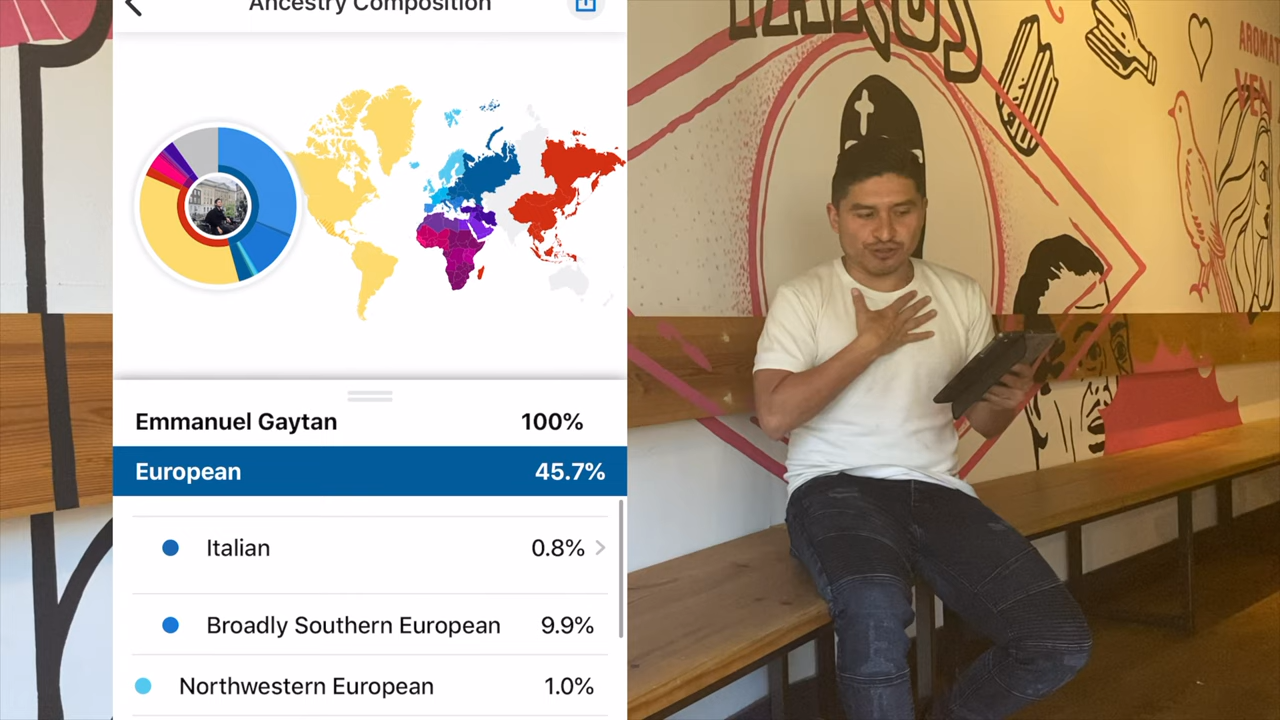 Ancestry Composition
Emmanuel Gaytan 100%
European 45.7%
Italian 0.8%
Broadly Southern European 9.9%
Northwestern European 1.0%